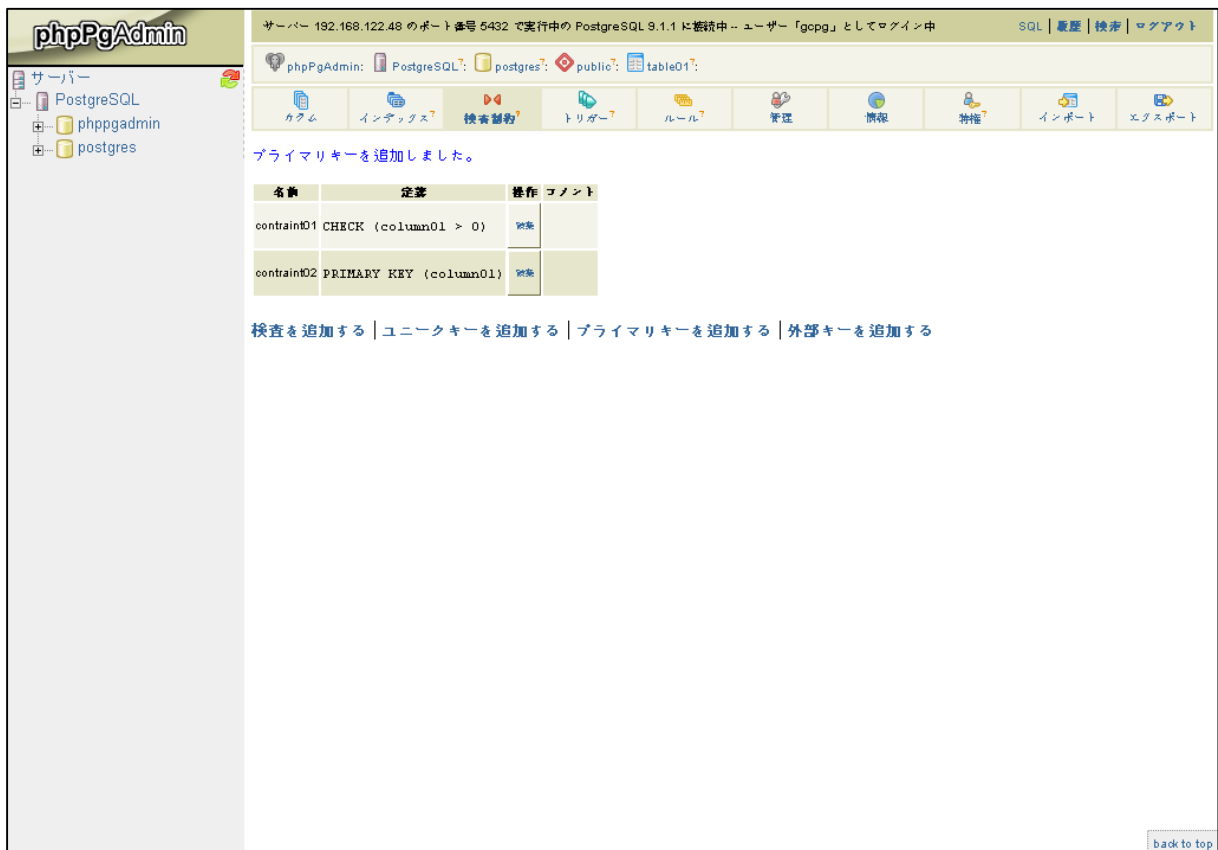 phpPgAdmin
サーバー 192.168.122.48 のポート番号 5432 で実行中の PostgreSQL 9.1.1 に接続中 -- ユーザー「gopg」としてログイン中
SQL | 履歴 | 検索 | ログアウト
サーバー
PostgreSQL
phppgadmin
postgres
phpPgAdmin: PostgreSQL?: postgres?: public?: table01?:
カラム インデックス? 検査制約? トリガー? ルール? 管理 情報 特権? インポート エクスポート
プライマリキーを追加しました。
名前 定義 操作 コメント
contraint01 CHECK (column01 > 0) 破棄
contraint02 PRIMARY KEY (column01) 破棄
検査を追加する | ユニークキーを追加する | プライマリキーを追加する | 外部キーを追加する
back to top